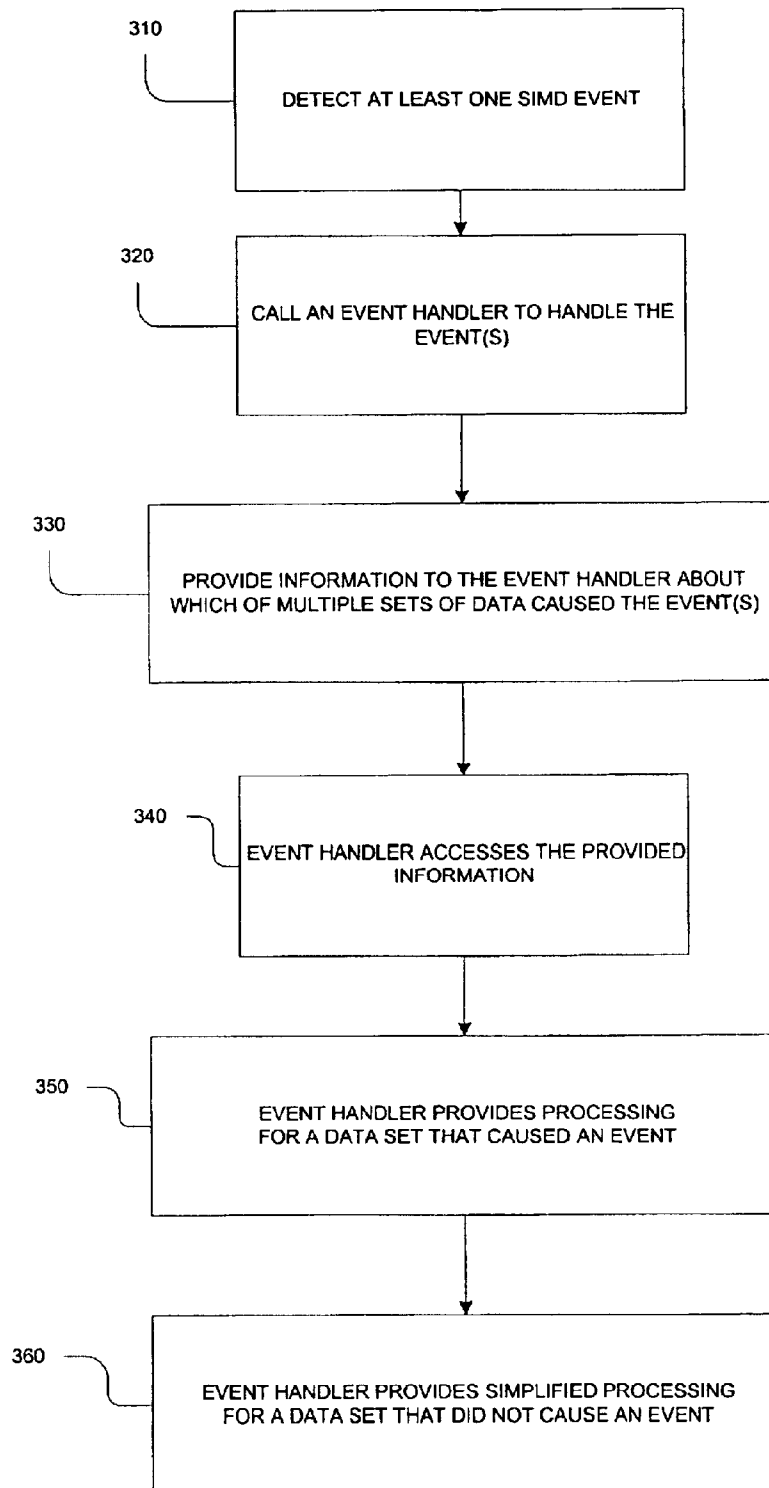 310
DETECT AT LEAST ONE SIMD EVENT
320
CALL AN EVENT HANDLER TO HANDLE THE
EVENT(S)
330
PROVIDE INFORMATION TO THE EVENT HANDLER ABOUT
WHICH OF MULTIPLE SETS OF DATA CAUSED THE EVENT(S)
340
EVENT HANDLER ACCESSES THE PROVIDED
INFORMATION
350
EVENT HANDLER PROVIDES PROCESSING
FOR A DATA SET THAT CAUSED AN EVENT
360
EVENT HANDLER PROVIDES SIMPLIFIED PROCESSING
FOR A DATA SET THAT DID NOT CAUSE AN EVENT